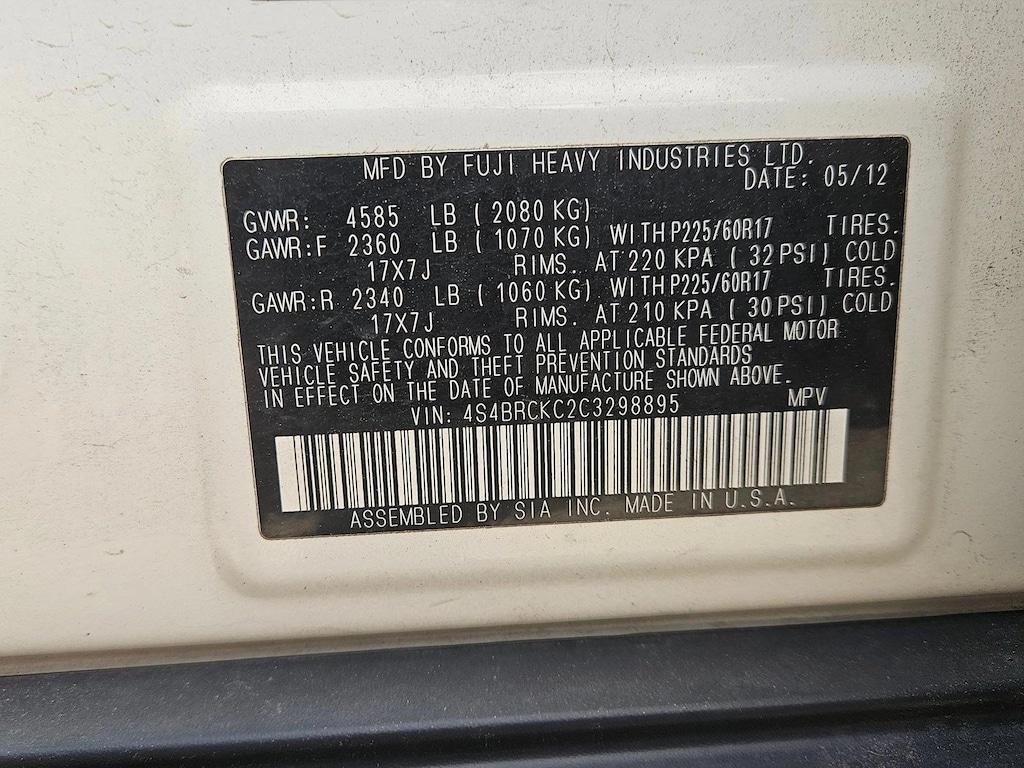 MFD BY FUJI HEAVY INDUSTRIES LTD.
DATE: 05/12
GVWR: 4585 LB ( 2080 KG)
GAWR:F 2360 LB ( 1070 KG) WITH P225/60R17 TIRES.
17X7J RIMS. AT 220 KPA ( 32 PSI) COLD
GAWR:R 2340 LB ( 1060 KG) WITH P225/60R17 TIRES.
17X7J RIMS. AT 210 KPA ( 30 PSI) COLD
THIS VEHICLE CONFORMS TO ALL APPLICABLE FEDERAL MOTOR
VEHICLE SAFETY AND THEFT PREVENTION STANDARDS
IN EFFECT ON THE DATE OF MANUFACTURE SHOWN ABOVE.
VIN: 4S4BRCKC2C3298895 MPV
ASSEMBLED BY SIA INC. MADE IN U.S.A.